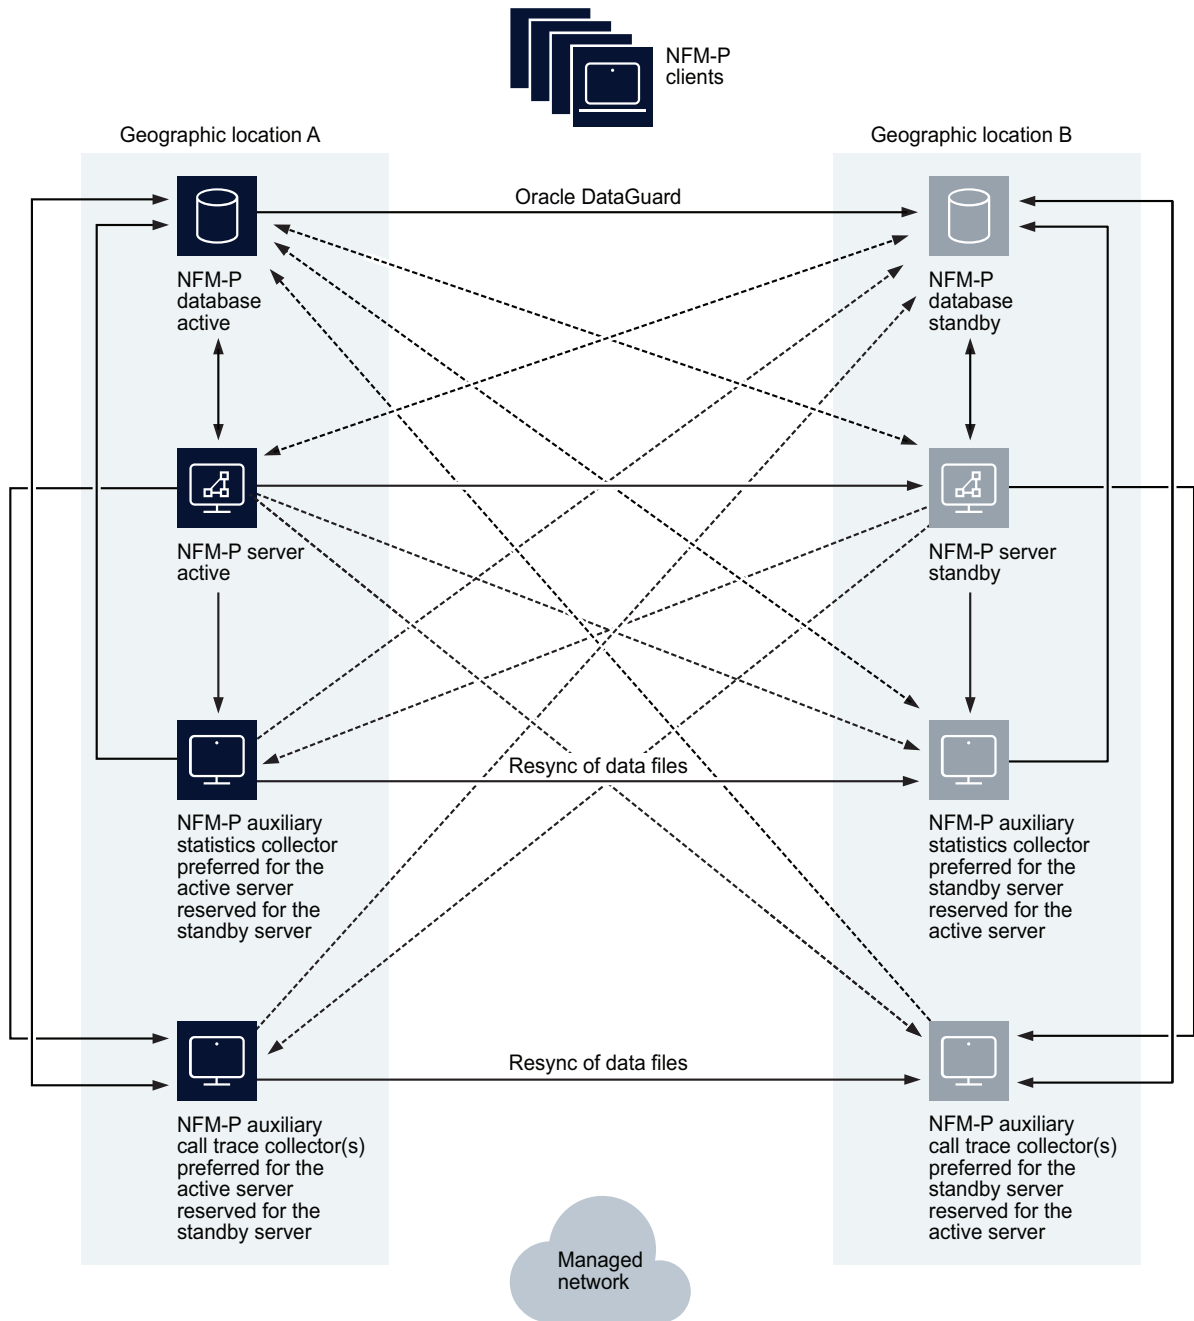 NFM-P
clients
Geographic location A
Geographic location B
Oracle DataGuard
NFM-P
database
active
NFM-P
database
standby
NFM-P server
active
NFM-P server
standby
Resync of data files
NFM-P auxiliary
statistics collector
preferred for the
active server
reserved for the
standby server
NFM-P auxiliary
statistics collector
preferred for the
standby server
reserved for the
active server
Resync of data files
NFM-P auxiliary
call trace collector(s)
preferred for the
active server
reserved for the
standby server
NFM-P auxiliary
call trace collector(s)
preferred for the
standby server
reserved for the
active server
Managed
network